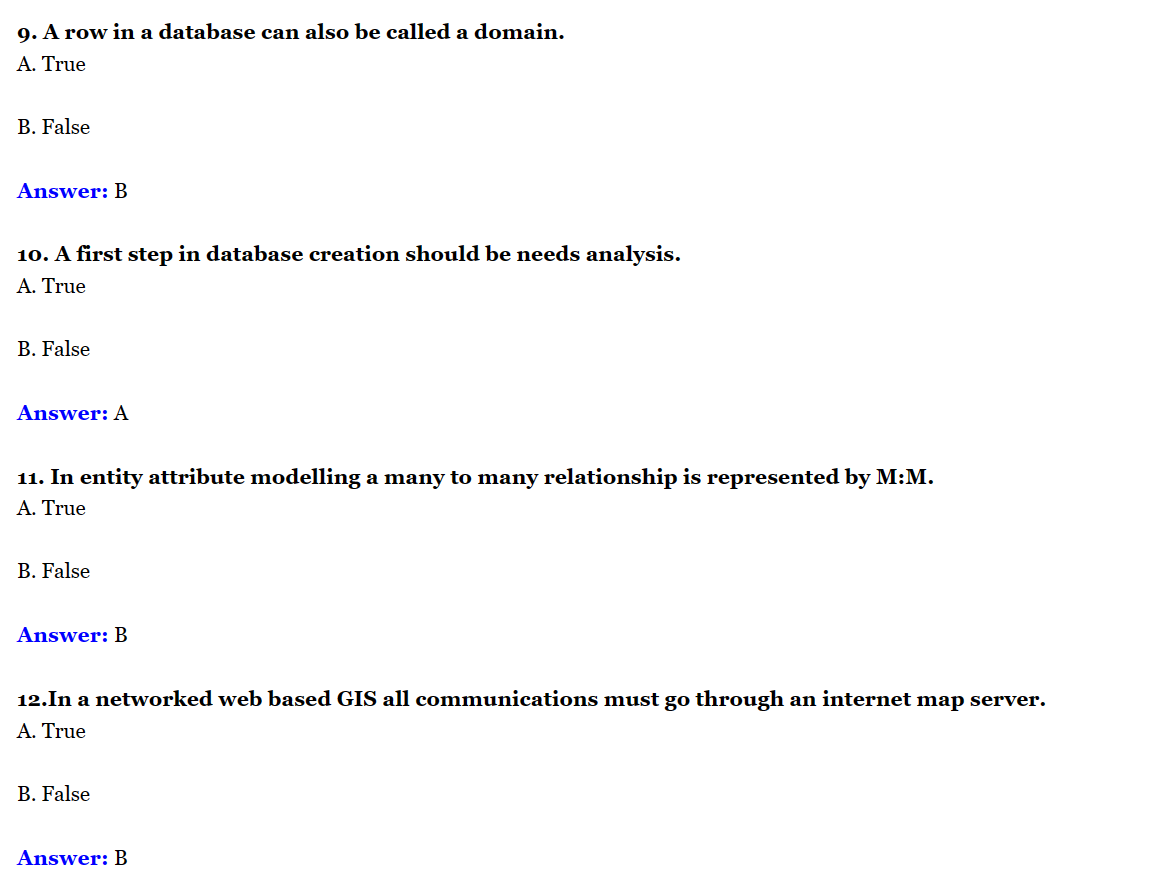 9. A row in a database can also be called a domain.
A. True
B. False
Answer: B
10. A first step in database creation should be needs analysis.
A. True
B. False
Answer: A
11. In entity attribute modelling a many to many relationship is represented by M:M.
A. True
B. False
Answer: B
12.In a networked web based GIS all communications must go through an internet map server.
A. True
B. False
Answer: B